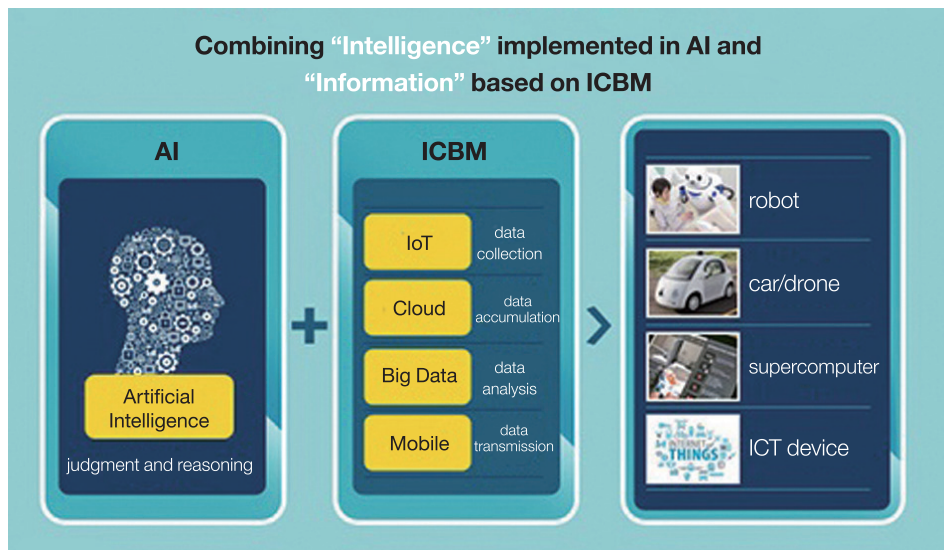 Combining “Intelligence” implemented in AI and
“Information” based on ICBM
AI
Artificial
Intelligence
judgment and reasoning
+
ICBM
IoT
data
collection
Cloud
data
accumulation
Big Data
data
analysis
Mobile
data
transmission
>
robot
car/drone
supercomputer
INTERNET
THINGS
ICT device